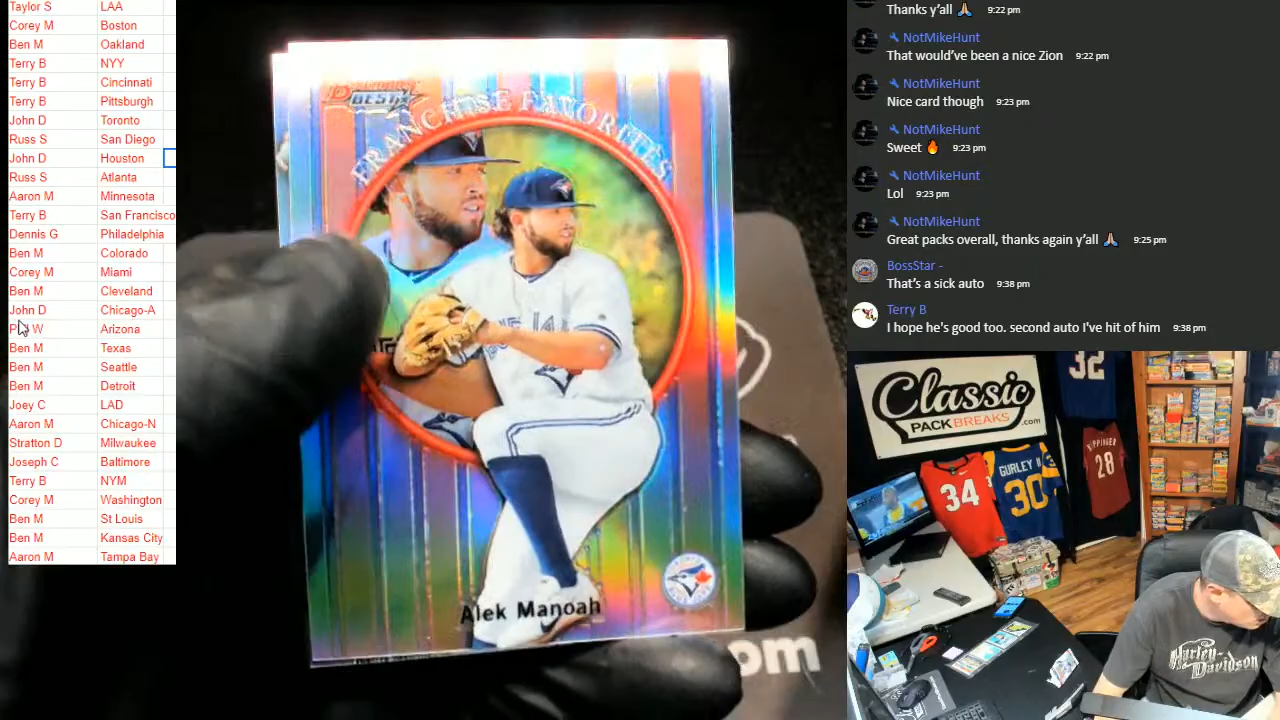 Taylor S LAA
Corey M Boston
Ben M Oakland
Terry B NYY
Terry B Cincinnati
Terry B Pittsburgh
John D Toronto
Russ S San Diego
John D Houston
Russ S Atlanta
Aaron M Minnesota
Terry B San Francisco
Dennis G Philadelphia
Ben M Colorado
Corey M Miami
Ben M Cleveland
John D Chicago-A
W Arizona
Ben M Texas
Ben M Seattle
Ben M Detroit
Joey C LAD
Aaron M Chicago-N
Stratton D Milwaukee
Joseph C Baltimore
Terry B NYM
Corey M Washington
Ben M St Louis
Ben M Kansas City
Aaron M Tampa Bay
BEST
FRANCHISE FAVORITES
Alek Manoah
om
Thanks y’all 🙏🏽 9:22 pm
NotMikeHunt
That would’ve been a nice Zion 9:22 pm
NotMikeHunt
Nice card though 9:23 pm
NotMikeHunt
Sweet 🔥 9:23 pm
NotMikeHunt
Lol 9:23 pm
NotMikeHunt
Great packs overall, thanks again y’all 🙏🏽 9:25 pm
BossStar -
That’s a sick auto 9:38 pm
Terry B
I hope he's good too. second auto I've hit of him 9:38 pm
Classic
PACKBREAKS.com
32
34
GURLEY II
30
28
Harley-Davidson